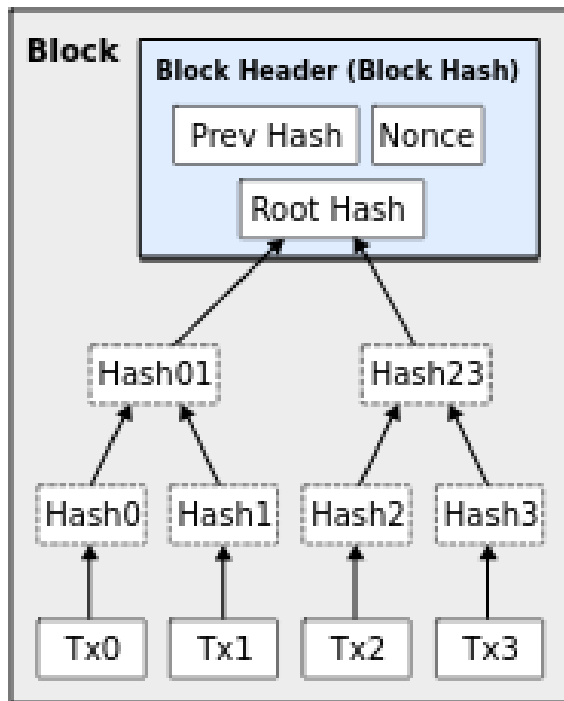 Block
Block Header (Block Hash)
Prev Hash Nonce
Root Hash
Hash01 Hash23
Hash0 Hash1 Hash2 Hash3
Tx0 Tx1 Tx2 Tx3